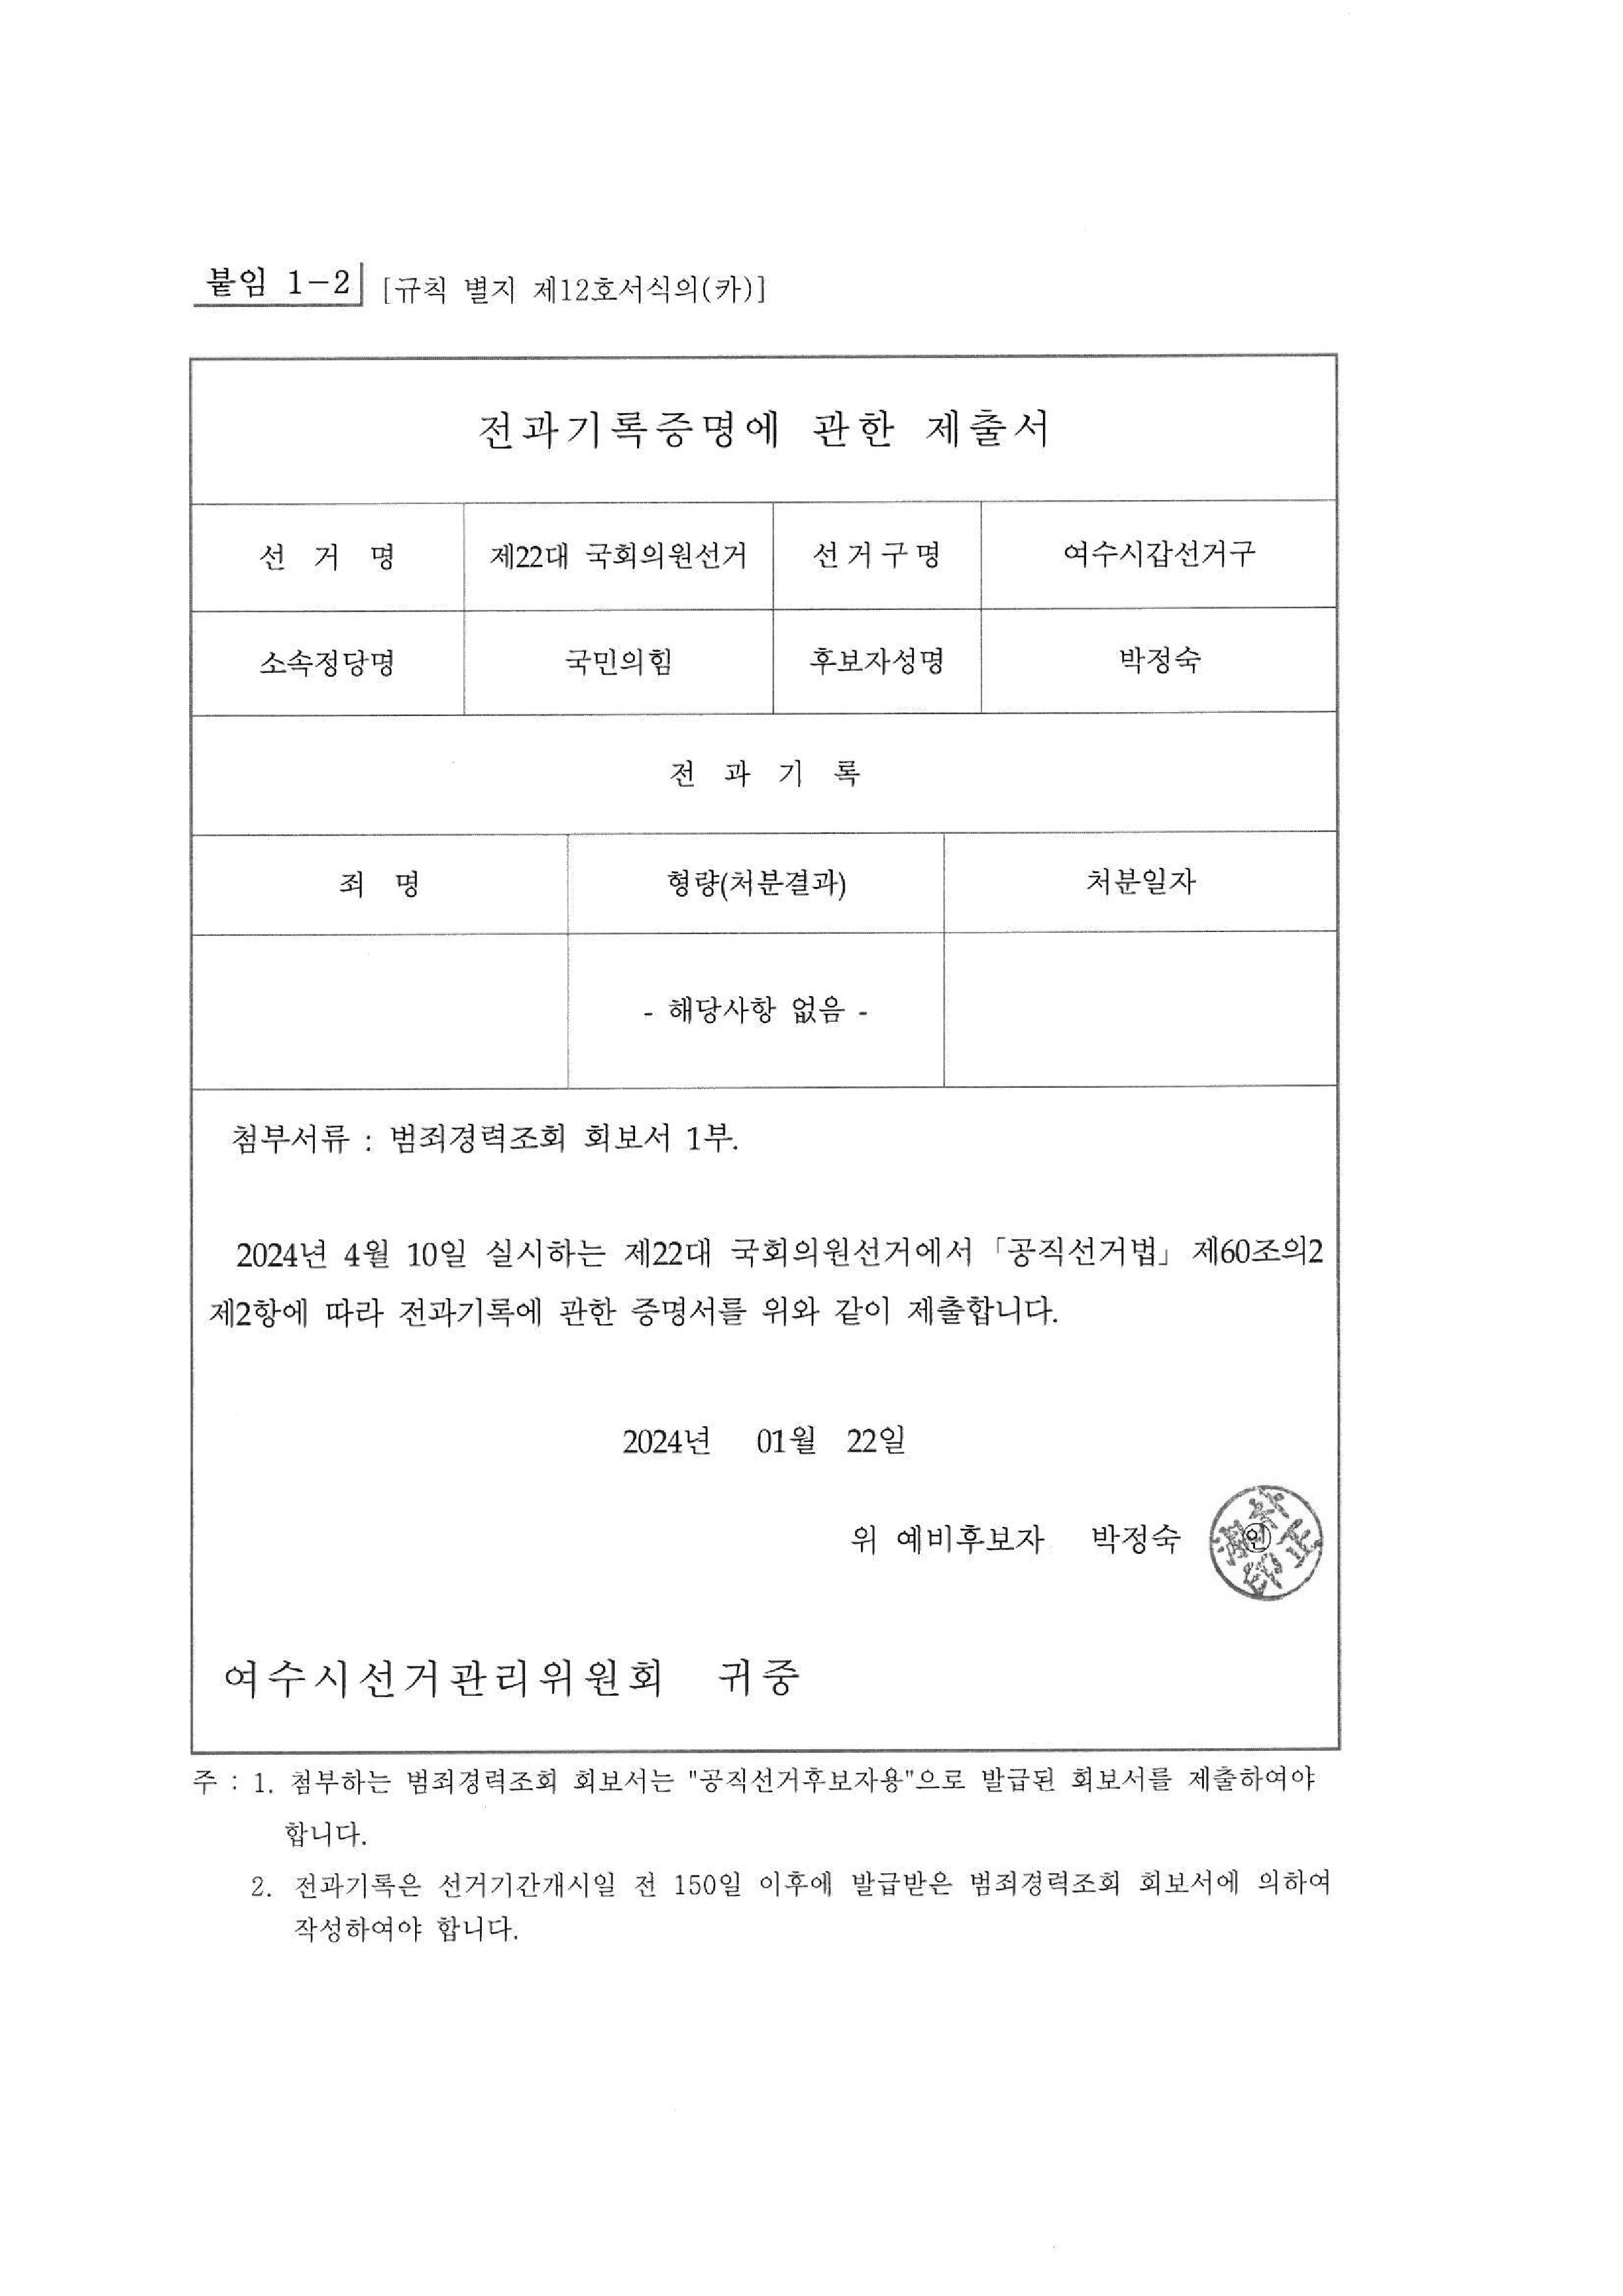 붙임 1-2 [규칙 별지 제12호서식의(카)]
전과기록증명에 관한 제출서
선 거 명 제22대 국회의원선거 선거구명 여수시갑선거구
소속정당명 국민의힘 후보자성명 박정숙
전 과 기 록
죄 명 형량(처분결과) 처분일자
- 해당사항 없음 -
첨부서류 : 범죄경력조회 회보서 1부.
2024년 4월 10일 실시하는 제22대 국회의원선거에서 「공직선거법」 제60조의2
제2항에 따라 전과기록에 관한 증명서를 위와 같이 제출합니다.
2024년 01월 22일
위 예비후보자 박정숙 ㊞
여수시선거관리위원회 귀중
주 : 1. 첨부하는 범죄경력조회 회보서는 "공직선거후보자용"으로 발급된 회보서를 제출하여야
합니다.
2. 전과기록은 선거기간개시일 전 150일 이후에 발급받은 범죄경력조회 회보서에 의하여
작성하여야 합니다.